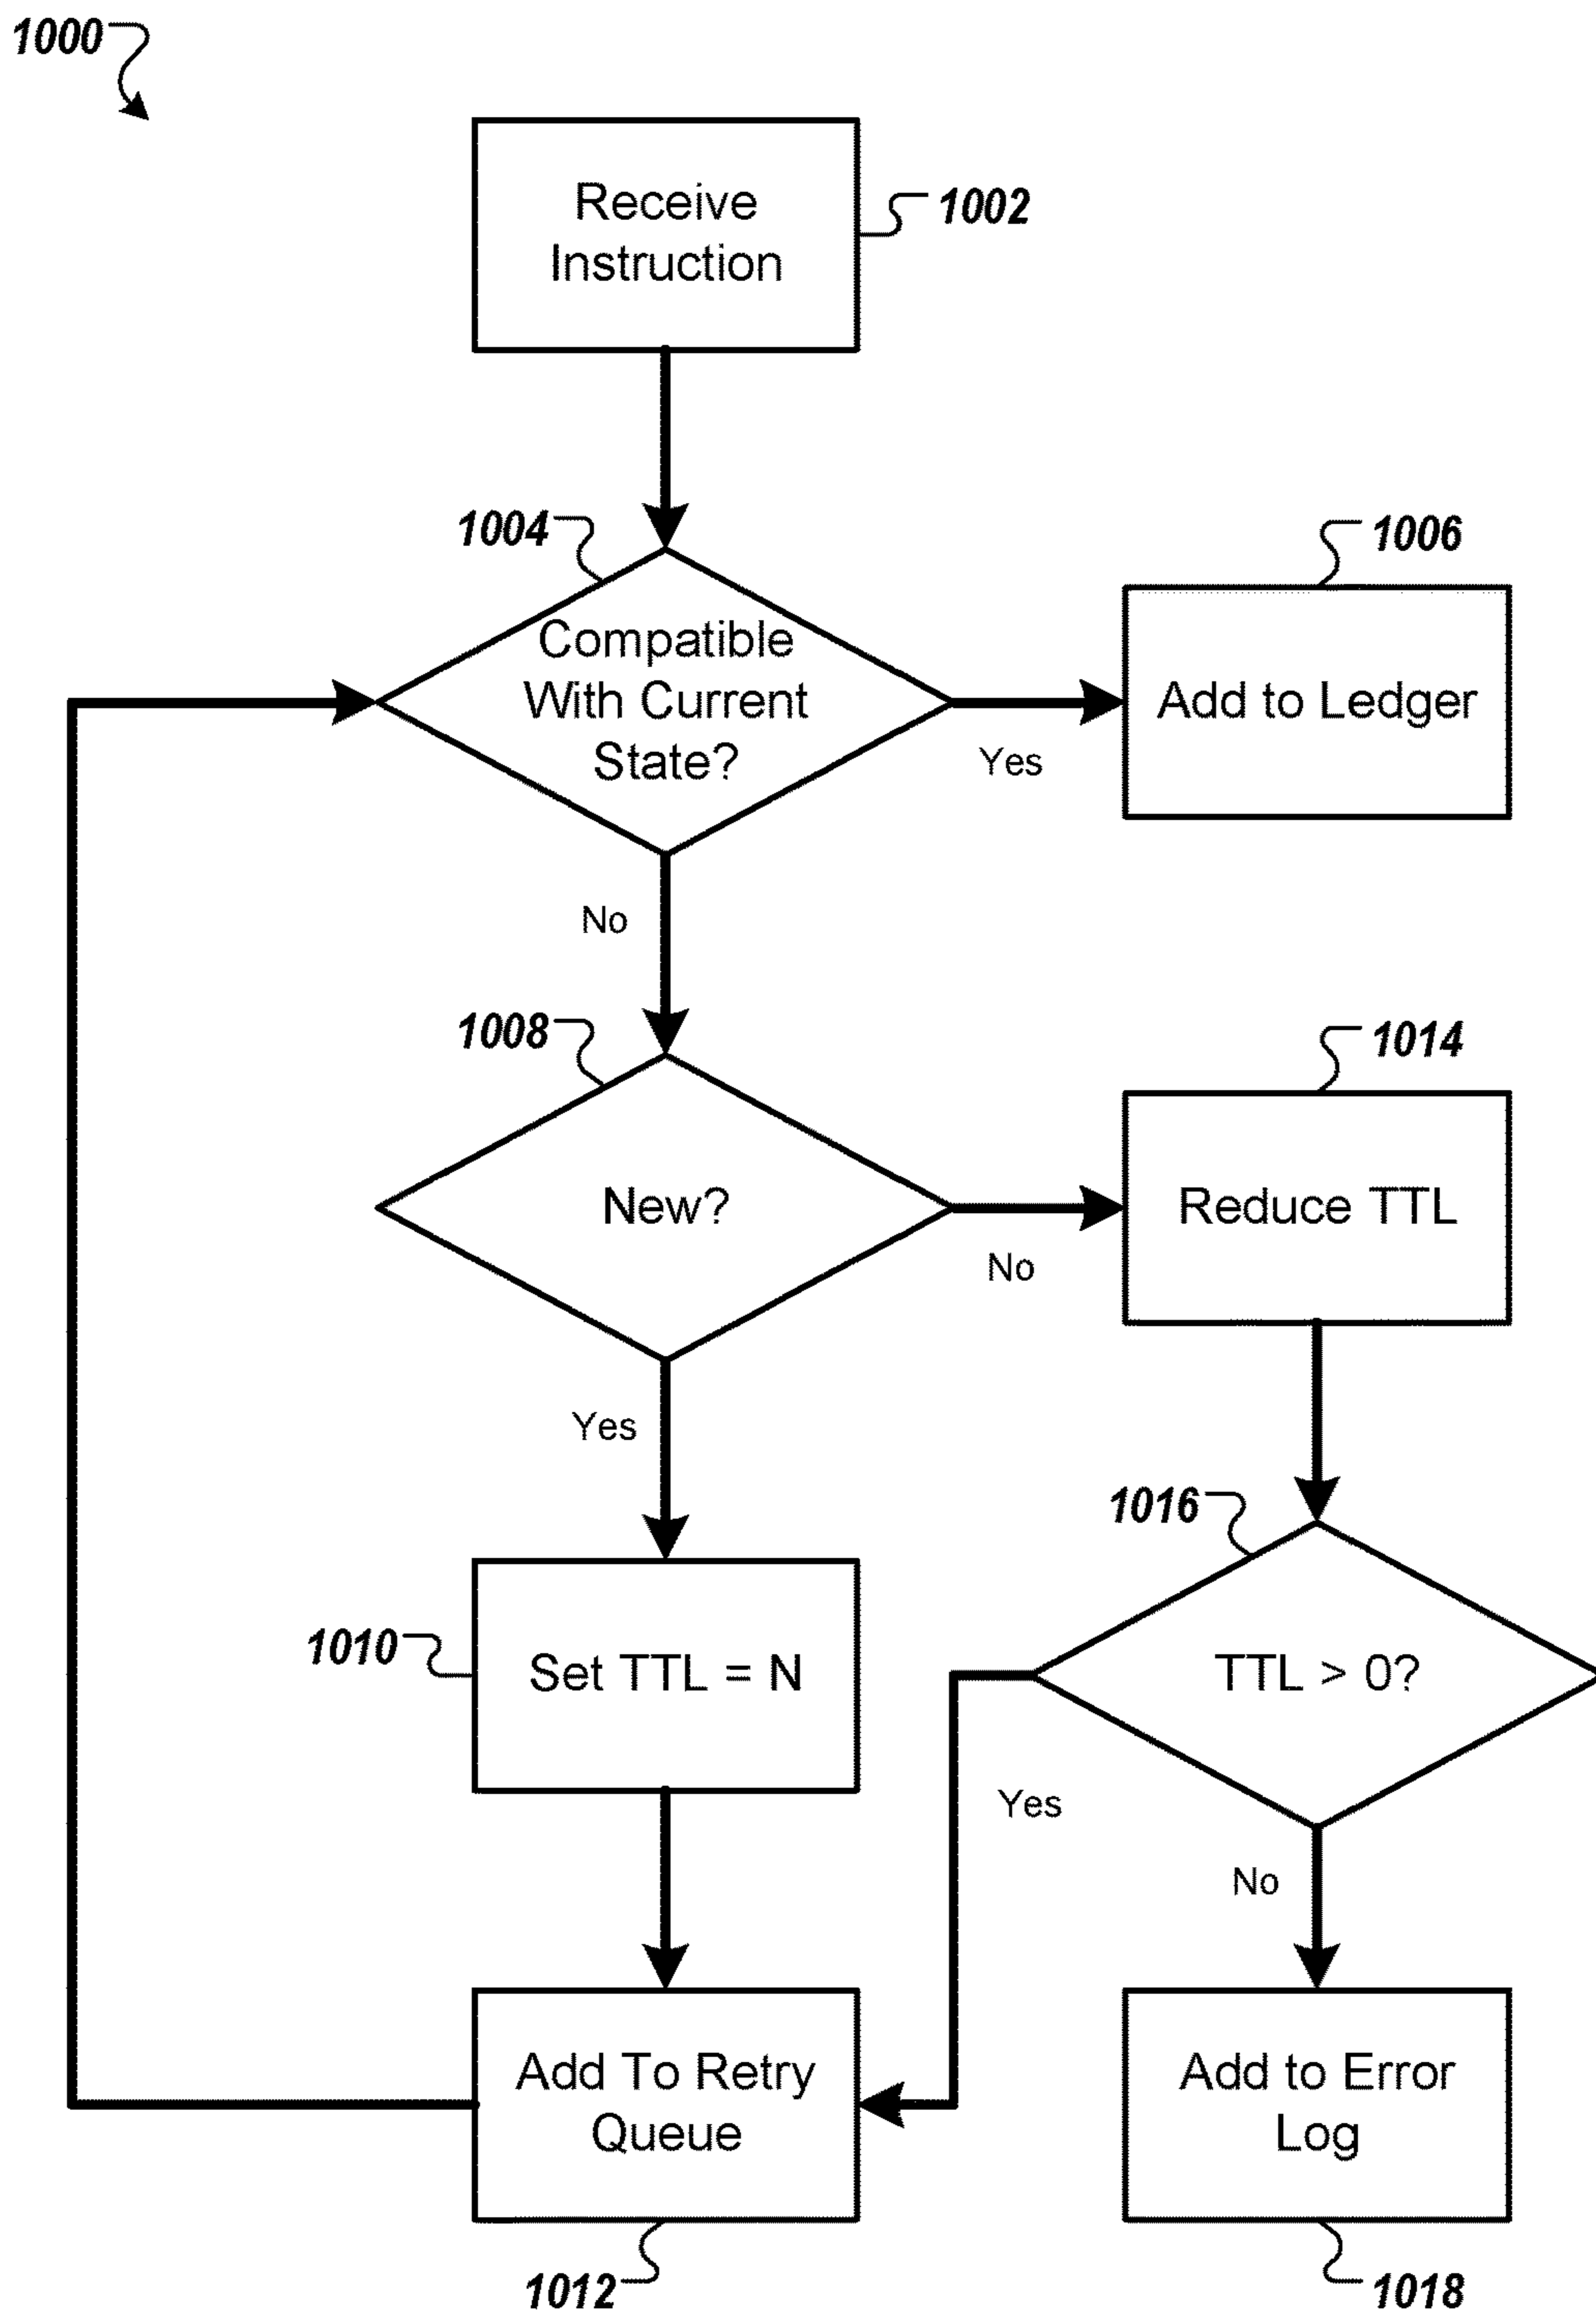 1000
Receive
Instruction
1002
1004
Compatible
With Current
State?
Yes
1006
Add to Ledger
No
1008
New?
No
1014
Reduce TTL
Yes
1010
Set TTL = N
1016
TTL > 0?
Yes
No
Add To Retry
Queue
1012
Add to Error
Log
1018